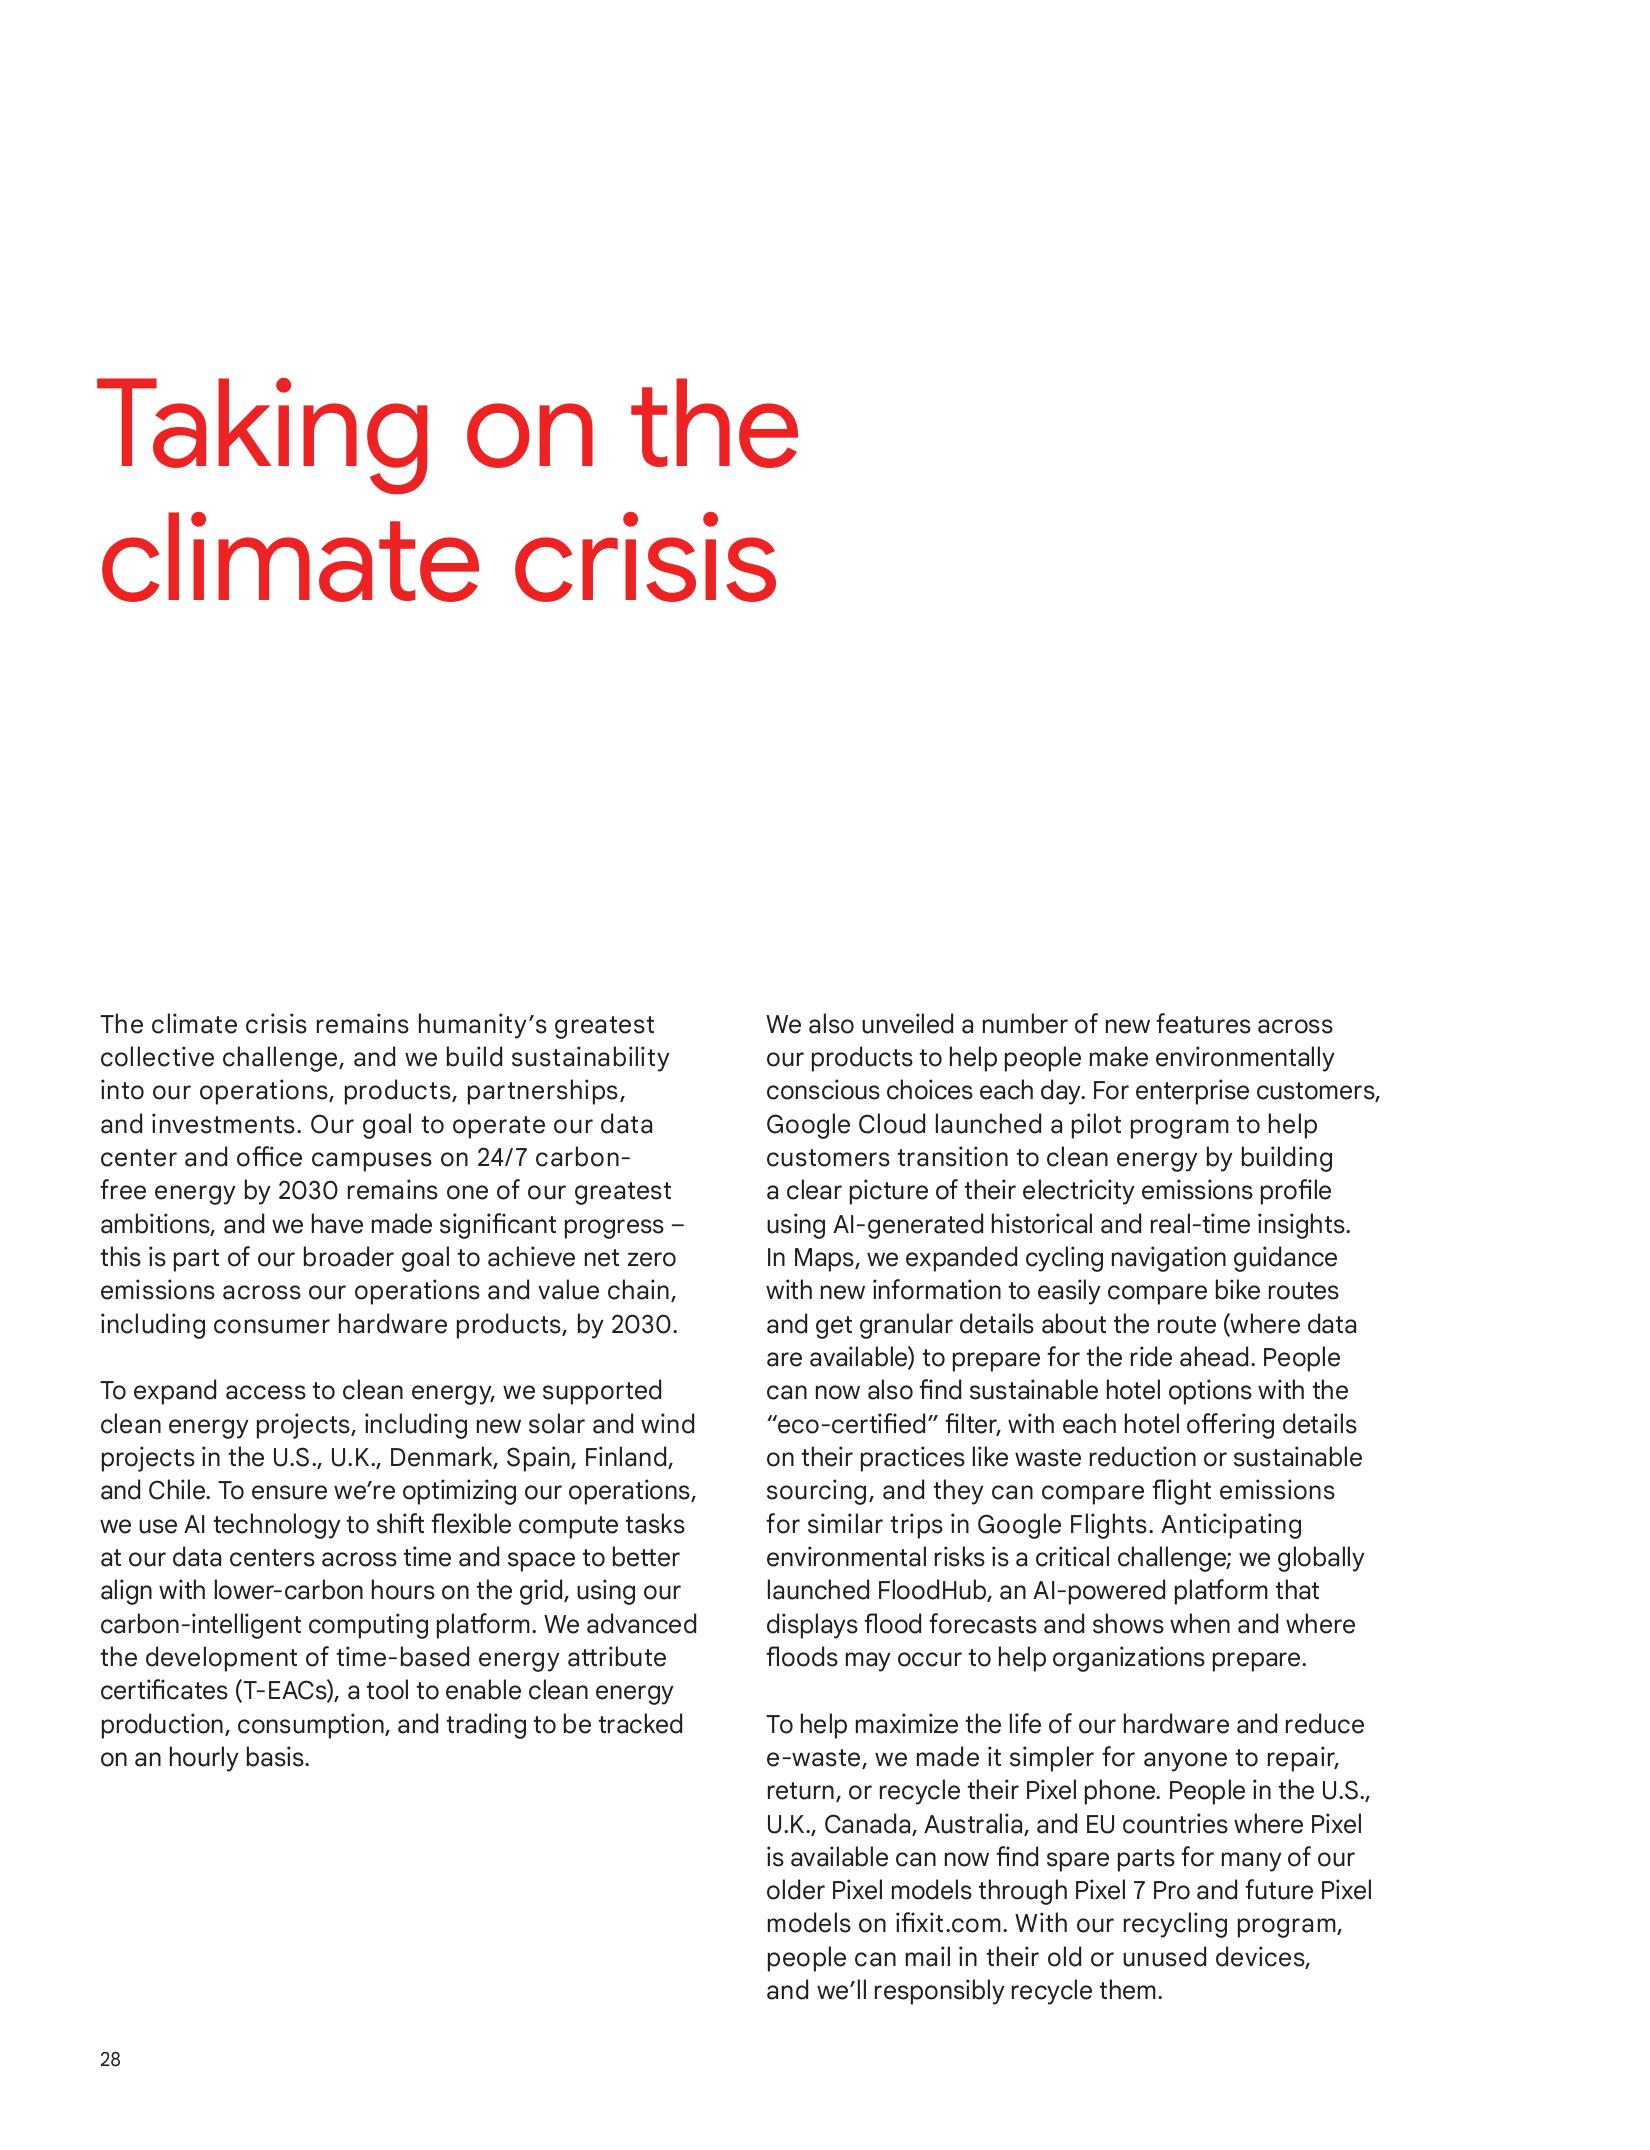 Taking on the
climate crisis
The climate crisis remains humanity’s greatest
collective challenge, and we build sustainability
into our operations, products, partnerships,
and investments. Our goal to operate our data
center and office campuses on 24/7 carbon-
free energy by 2030 remains one of our greatest
ambitions, and we have made significant progress –
this is part of our broader goal to achieve net zero
emissions across our operations and value chain,
including consumer hardware products, by 2030.
To expand access to clean energy, we supported
clean energy projects, including new solar and wind
projects in the U.S., U.K., Denmark, Spain, Finland,
and Chile. To ensure we’re optimizing our operations,
we use AI technology to shift flexible compute tasks
at our data centers across time and space to better
align with lower-carbon hours on the grid, using our
carbon-intelligent computing platform. We advanced
the development of time-based energy attribute
certificates (T-EACs), a tool to enable clean energy
production, consumption, and trading to be tracked
on an hourly basis.
We also unveiled a number of new features across
our products to help people make environmentally
conscious choices each day. For enterprise customers,
Google Cloud launched a pilot program to help
customers transition to clean energy by building
a clear picture of their electricity emissions profile
using AI-generated historical and real-time insights.
In Maps, we expanded cycling navigation guidance
with new information to easily compare bike routes
and get granular details about the route (where data
are available) to prepare for the ride ahead. People
can now also find sustainable hotel options with the
“eco-certified” filter, with each hotel offering details
on their practices like waste reduction or sustainable
sourcing, and they can compare flight emissions
for similar trips in Google Flights. Anticipating
environmental risks is a critical challenge; we globally
launched FloodHub, an AI-powered platform that
displays flood forecasts and shows when and where
floods may occur to help organizations prepare.
To help maximize the life of our hardware and reduce
e-waste, we made it simpler for anyone to repair,
return, or recycle their Pixel phone. People in the U.S.,
U.K., Canada, Australia, and EU countries where Pixel
is available can now find spare parts for many of our
older Pixel models through Pixel 7 Pro and future Pixel
models on ifixit.com. With our recycling program,
people can mail in their old or unused devices,
and we’ll responsibly recycle them.
28